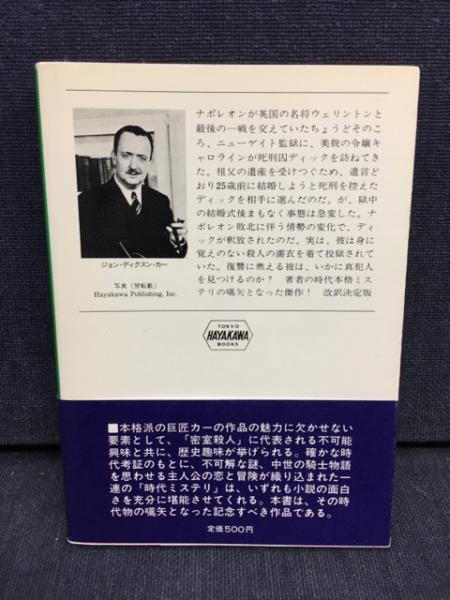 ナポレオンが英国の名将ウェリントンと
最後の一戦を交えていたちょうどそのこ
ろ、ニューゲイト監獄に、美貌の令嬢キ
ャロラインが死刑囚ディックを訪ねてき
た。祖父の遺産を受けつぐため、遺言ど
おり25歳前に結婚しようと死刑を控えた
ディックを相手に選んだのだ。が、獄中
の結婚式後まもなく事態は急変した。ナ
ポレオン敗北に伴う情勢の変化で、ディ
ックが釈放されたのだ。実は、彼は身に
覚えのない殺人の濡衣を着て投獄されて
いた。復讐に燃える彼は、いかに真犯人
を見つけるのか？　著者の時代本格ミス
テリの嚆矢となった傑作！　改訳決定版
ジョン・ディクスン・カー
写真〔禁転載〕
Hayakawa Publishing, Inc.
TOKYO
HAYAKAWA
BOOKS
■本格派の巨匠カーの作品の魅力に欠かせない
要素として、「密室殺人」に代表される不可能
興味と共に、歴史趣味が挙げられる。確かな時
代考証のもとに、不可解な謎、中世の騎士物語
を思わせる主人公の恋と冒険が織り込まれた一
連の「時代ミステリ」は、いずれも小説の面白
さを充分に堪能させてくれる。本書は、その時
代物の嚆矢となった記念すべき作品である。
定価500円